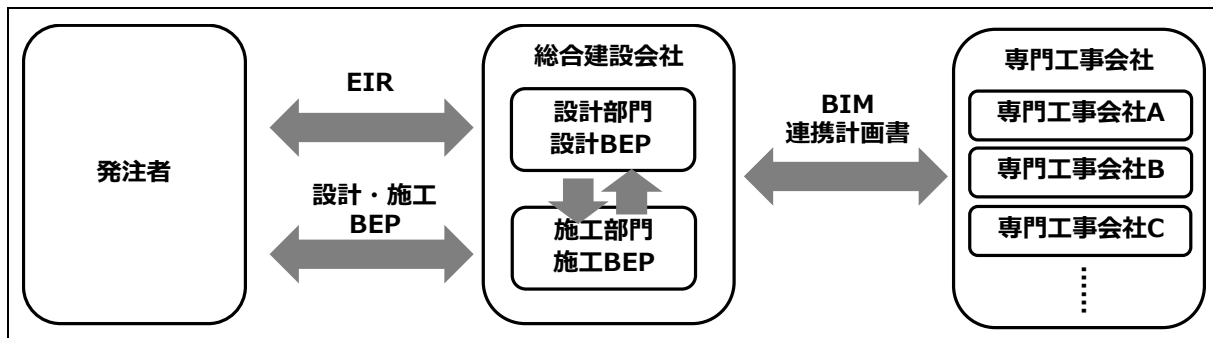 発注者
EIR
設計・施工
BEP
総合建設会社
設計部門
設計BEP
施工部門
施工BEP
BIM
連携計画書
専門工事会社
専門工事会社A
専門工事会社B
専門工事会社C